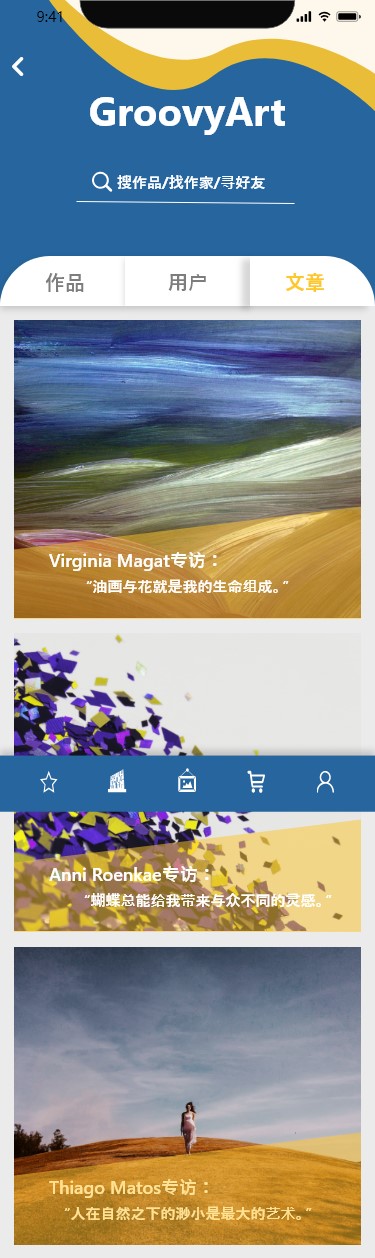 9:41
GroovyArt
搜作品/找作家/寻好友
作品
用户
文章
Virginia Magat专访：
“油画与花就是我的生命组成。”
Anni Roenkae专访：
“蝴蝶总能给我带来与众不同的灵感。”
Thiago Matos专访：
“人在自然之下的渺小是最大的艺术。”